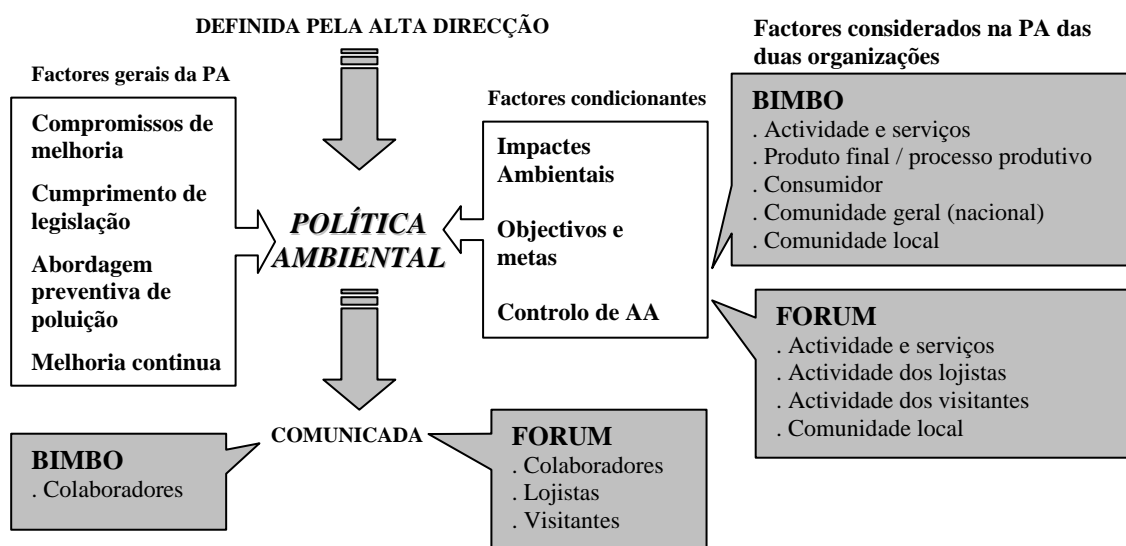 DEFINIDA PELA ALTA DIRECÇÃO
Factores considerados na PA das
duas organizações
Factores gerais da PA
Compromissos de
melhoria
Cumprimento de
legislação
Abordagem
preventiva de
poluição
Melhoria continua
POLÍTICA
AMBIENTAL
Factores condicionantes
Impactes
Ambientais
Objectivos e
metas
Controlo de AA
BIMBO
. Actividade e serviços
. Produto final / processo produtivo
. Consumidor
. Comunidade geral (nacional)
. Comunidade local
FORUM
. Actividade e serviços
. Actividade dos lojistas
. Actividade dos visitantes
. Comunidade local
COMUNICADA
BIMBO
. Colaboradores
FORUM
. Colaboradores
. Lojistas
. Visitantes